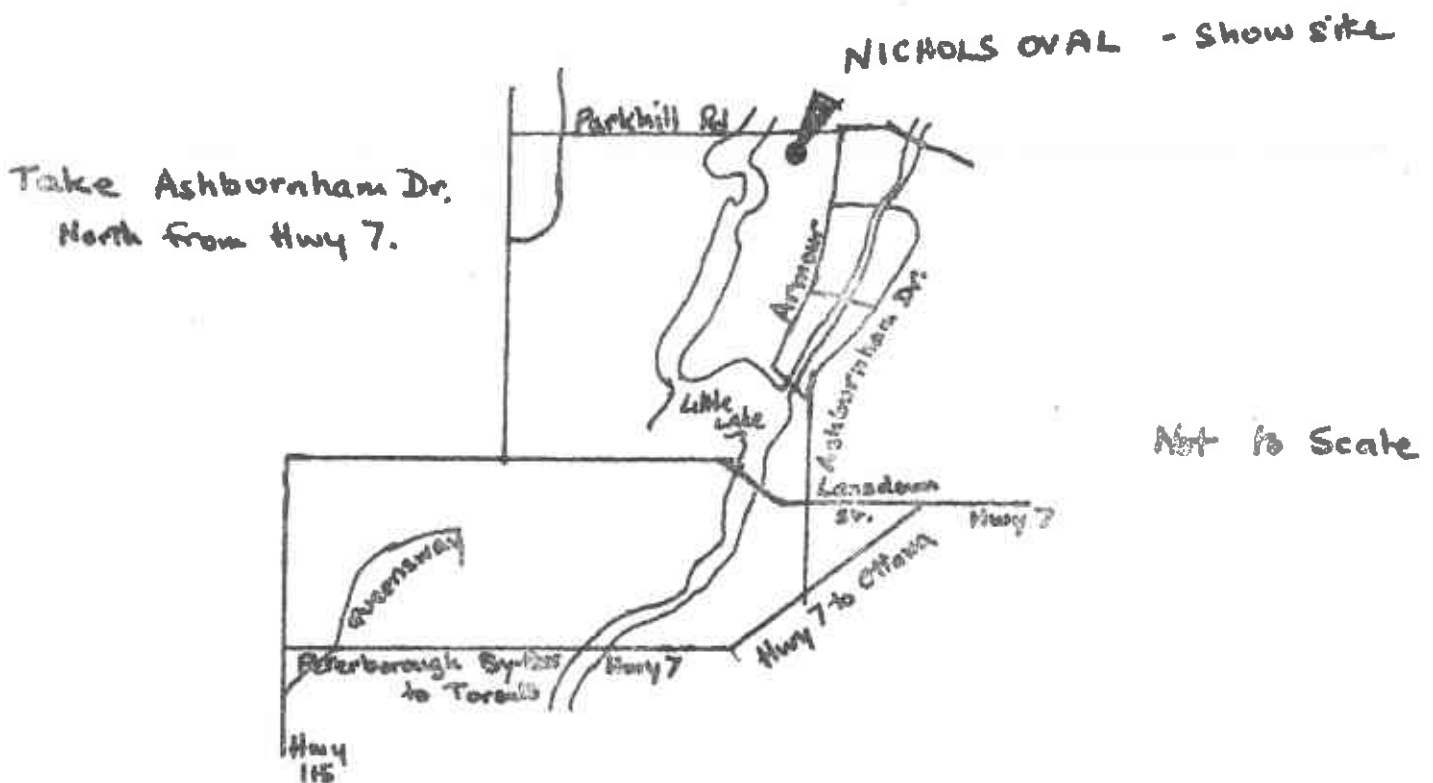 NICHOLS OVAL - Show site
Parkhill Rd
Take Ashburnham Dr.
North from Hwy 7.
Armour
Ashburnham Dr.
Little
Lake
Not to Scale
Lansdown
St.
Hwy 7
Queensway
Hwy 7 to Ottawa
Peterborough By-Pass
to Toronto
Hwy 7
Hwy
115